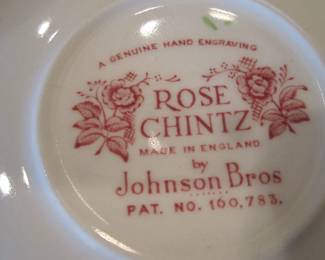 A GENUINE HAND ENGRAVING
ROSE
CHINTZ
MADE IN ENGLAND
by
Johnson Bros
PAT. NO. 160,783.